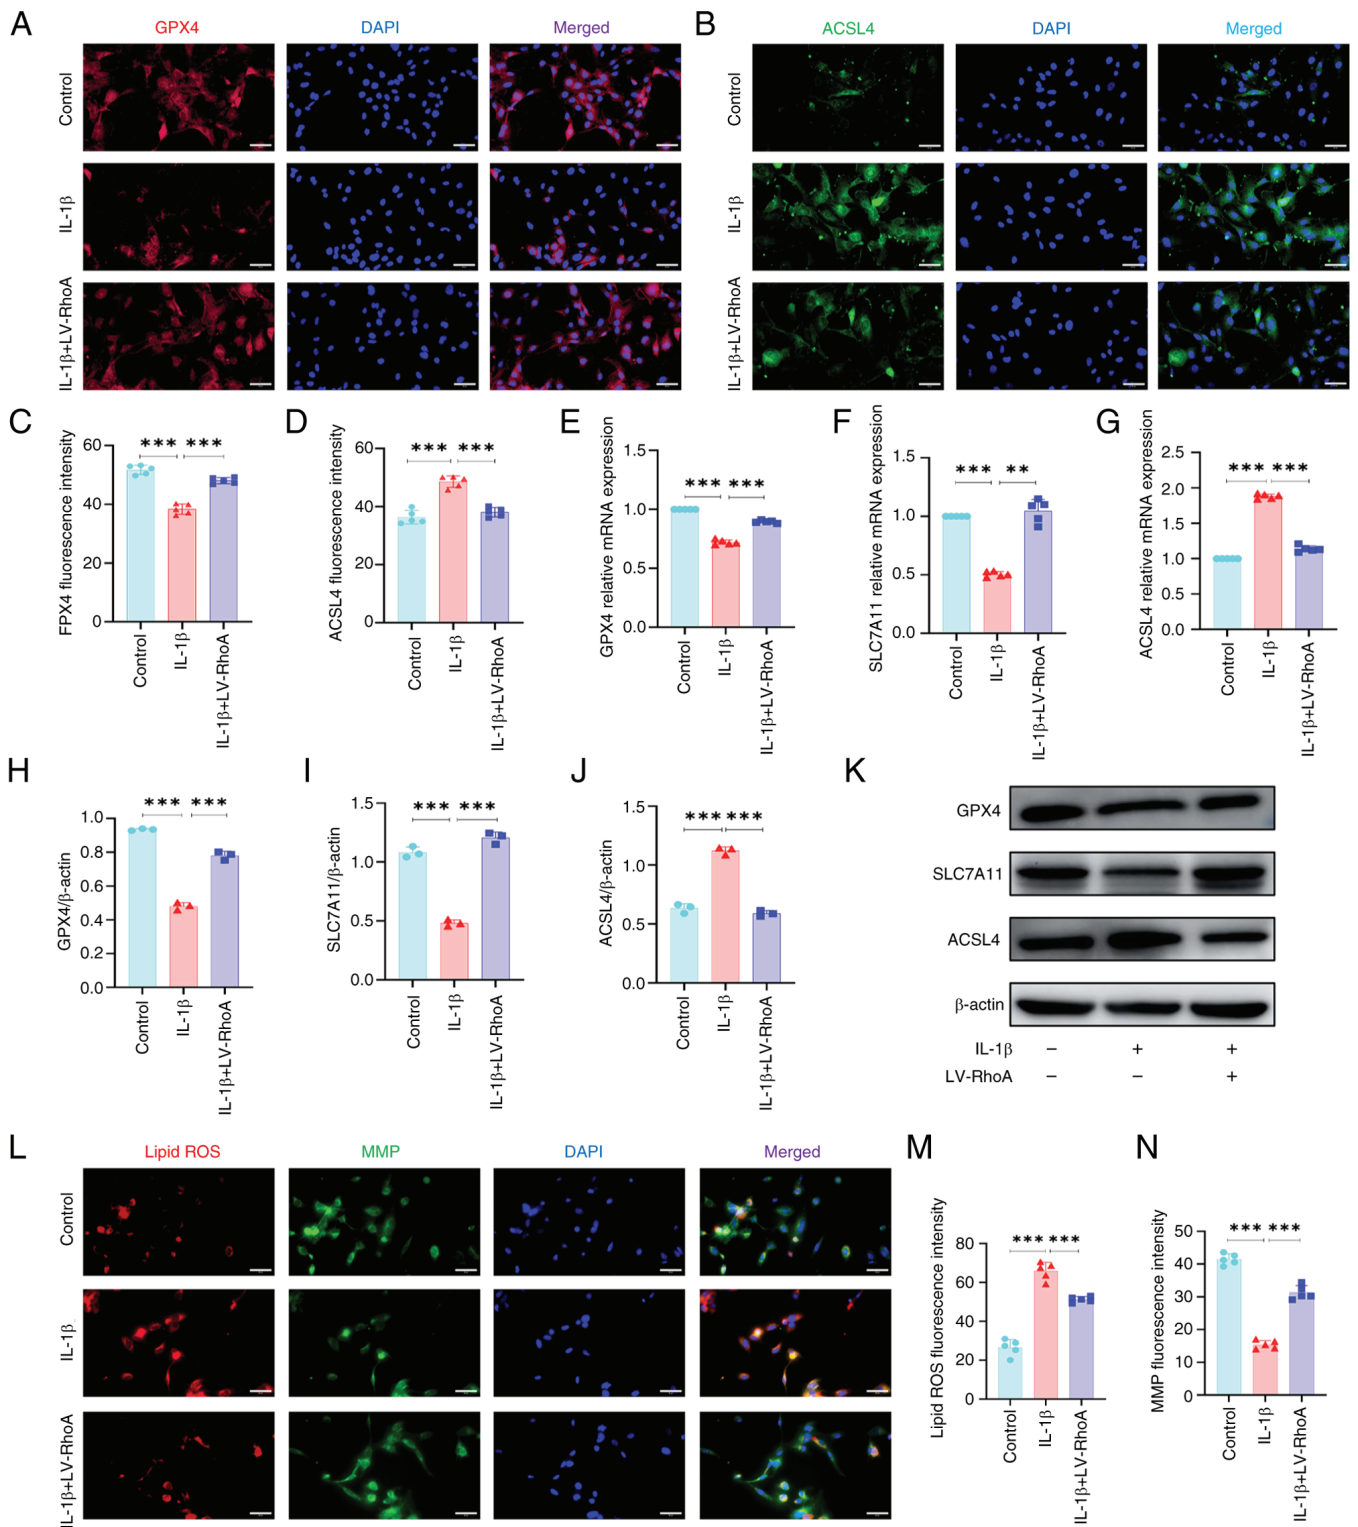 A
GPX4
DAPI
Merged
Control
IL-1β
IL-1β+LV-RhoA
B
ACSL4
DAPI
Merged
Control
IL-1β
IL-1β+LV-RhoA
C
FPX4 fluorescence intensity
60
40
20
0
*** ***
Control
IL-1β
IL-1β+LV-RhoA
D
ACSL4 fluorescence intensity
60
40
20
0
*** ***
Control
IL-1β
IL-1β+LV-RhoA
E
GPX4 relative mRNA expression
1.5
1.0
0.5
0.0
*** ***
Control
IL-1β
IL-1β+LV-RhoA
F
SLC7A11 relative mRNA expression
1.5
1.0
0.5
0.0
*** **
Control
IL-1β
IL-1β+LV-RhoA
G
ACSL4 relative mRNA expression
2.5
2.0
1.5
1.0
0.5
0.0
*** ***
Control
IL-1β
IL-1β+LV-RhoA
H
GPX4/β-actin
1.0
0.8
0.6
0.4
0.2
0.0
*** ***
Control
IL-1β
IL-1β+LV-RhoA
I
SLC7A11/β-actin
1.5
1.0
0.5
0.0
*** ***
Control
IL-1β
IL-1β+LV-RhoA
J
ACSL4/β-actin
1.5
1.0
0.5
0.0
*** ***
Control
IL-1β
IL-1β+LV-RhoA
K
GPX4
SLC7A11
ACSL4
β-actin
IL-1β − + +
LV-RhoA − − +
L
Lipid ROS
MMP
DAPI
Merged
Control
IL-1β
IL-1β+LV-RhoA
M
Lipid ROS fluorescence intensity
80
60
40
20
0
*** ***
Control
IL-1β
IL-1β+LV-RhoA
N
MMP fluorescence intensity
50
40
30
20
10
0
*** ***
Control
IL-1β
IL-1β+LV-RhoA